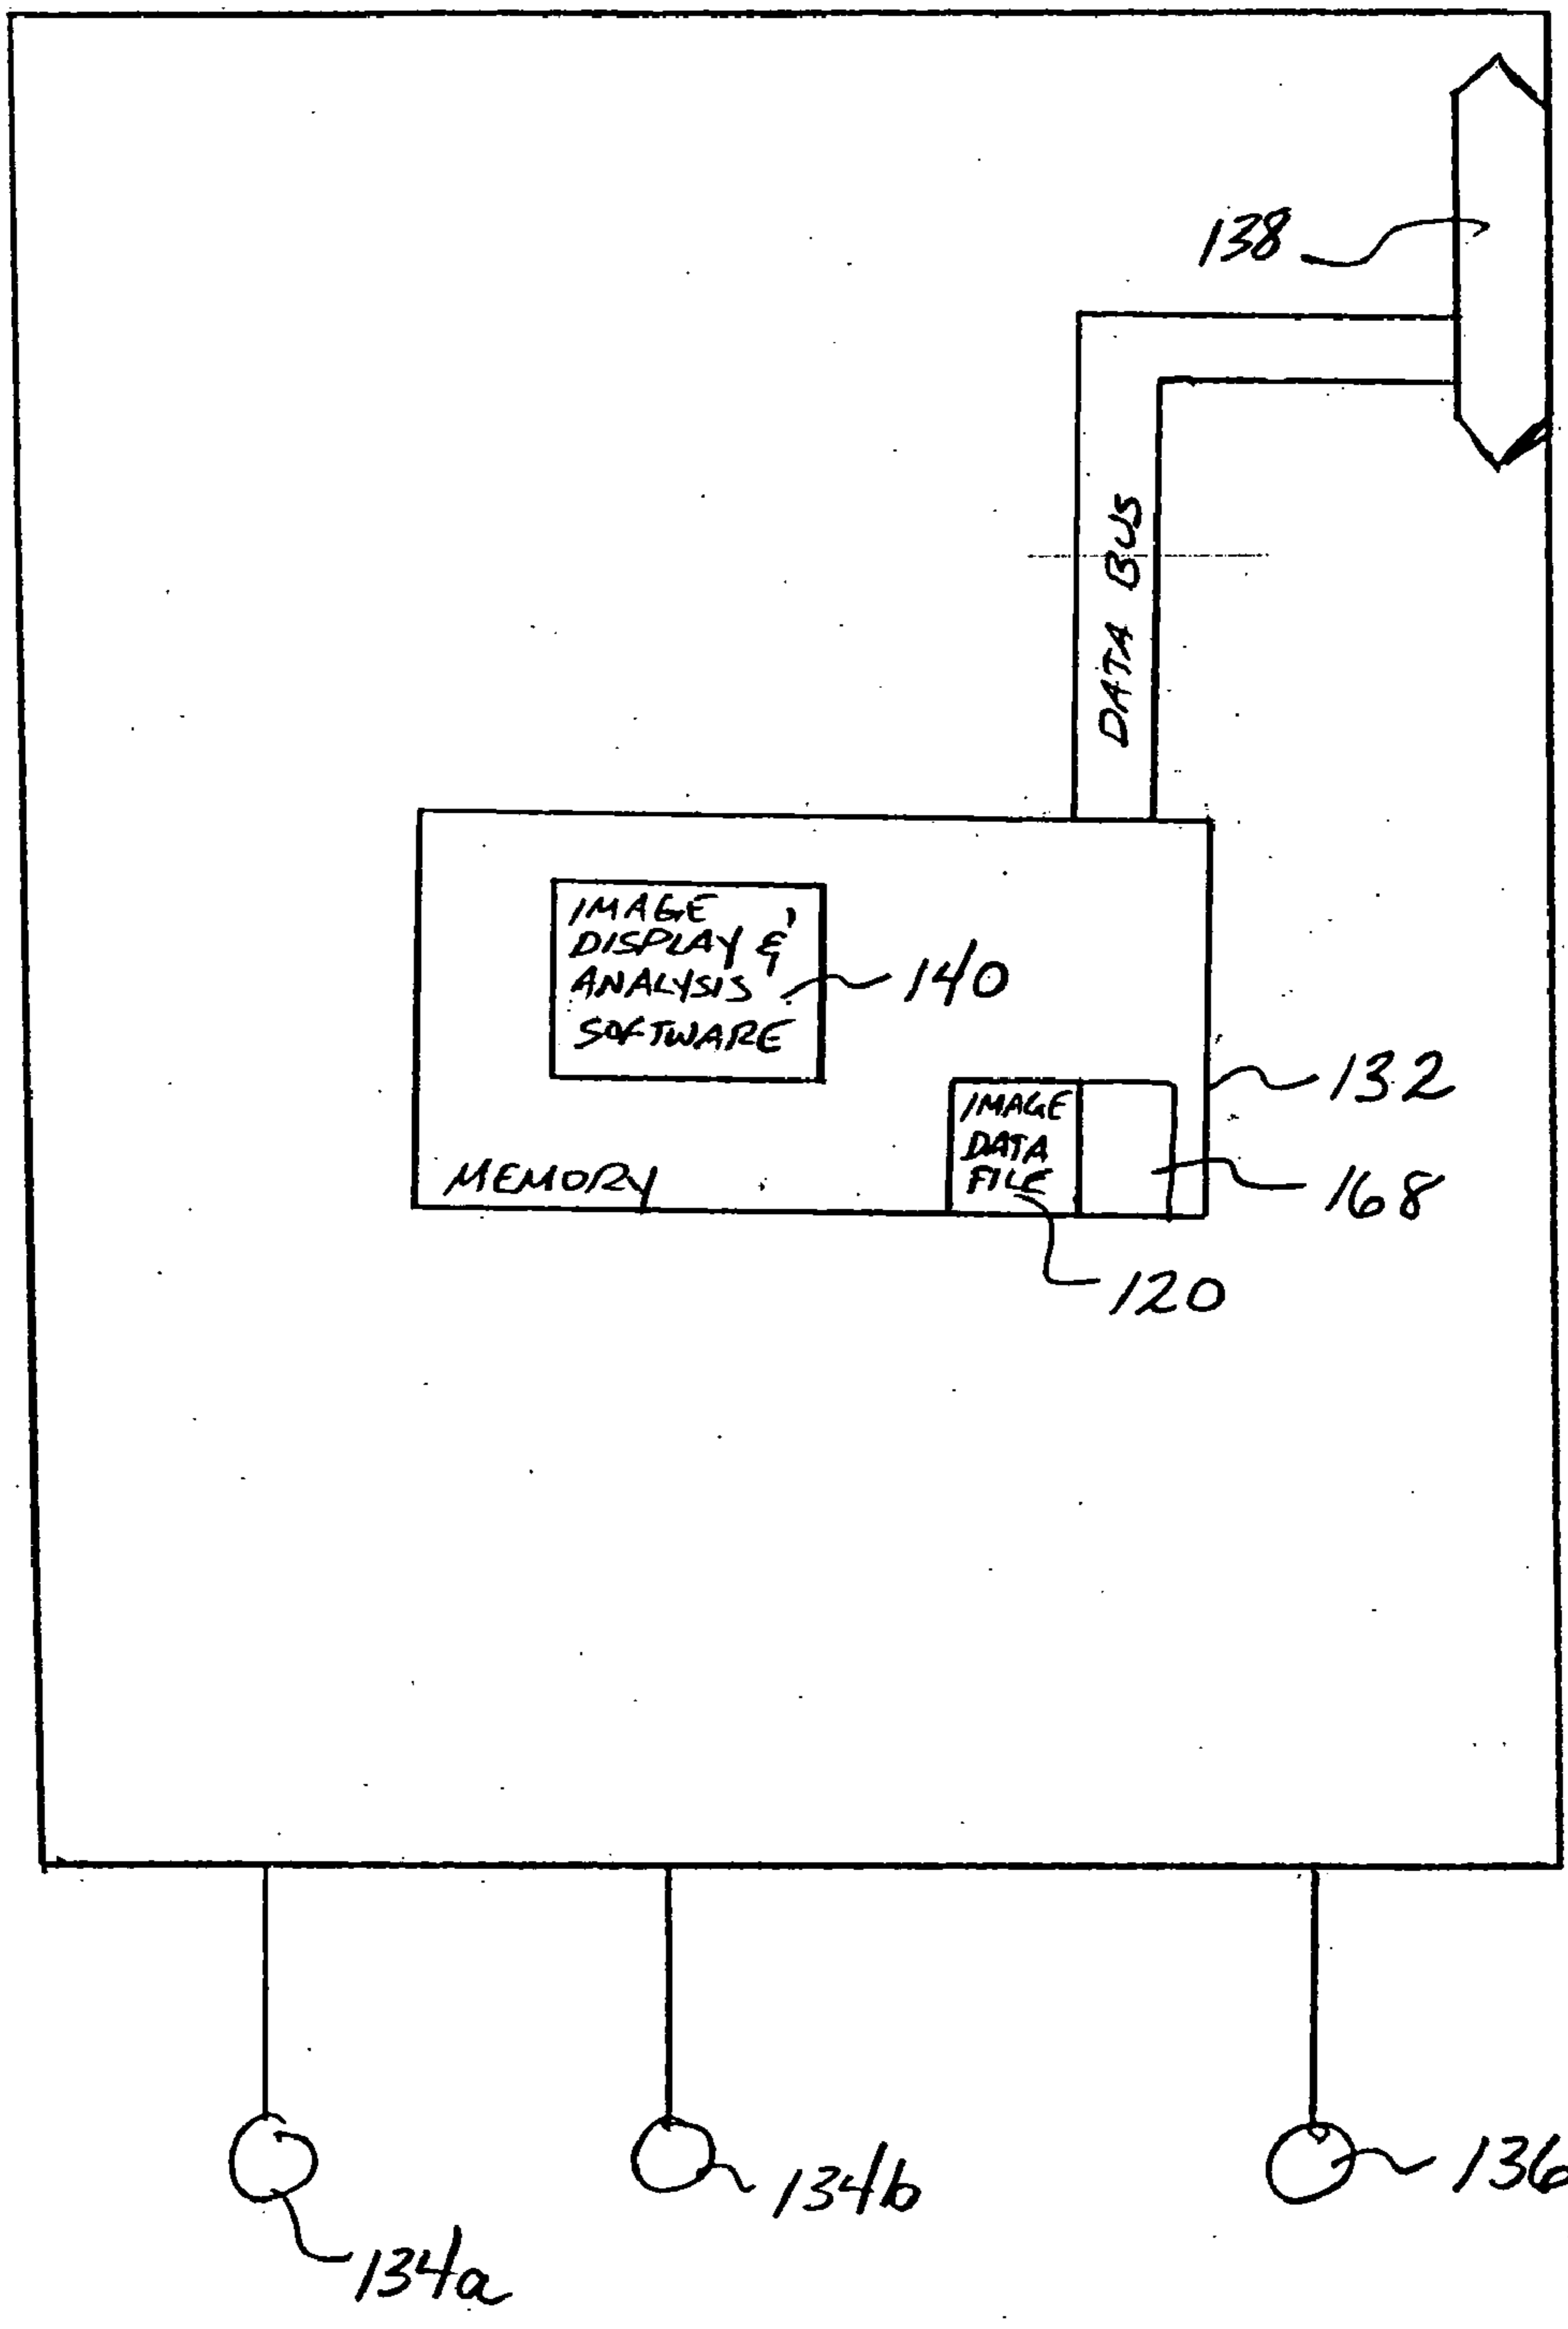 138
DATA BUS
IMAGE
DISPLAY &
ANALYSIS
SOFTWARE
140
132
IMAGE
DATA
FILE
MEMORY
168
120
134b
136
134a